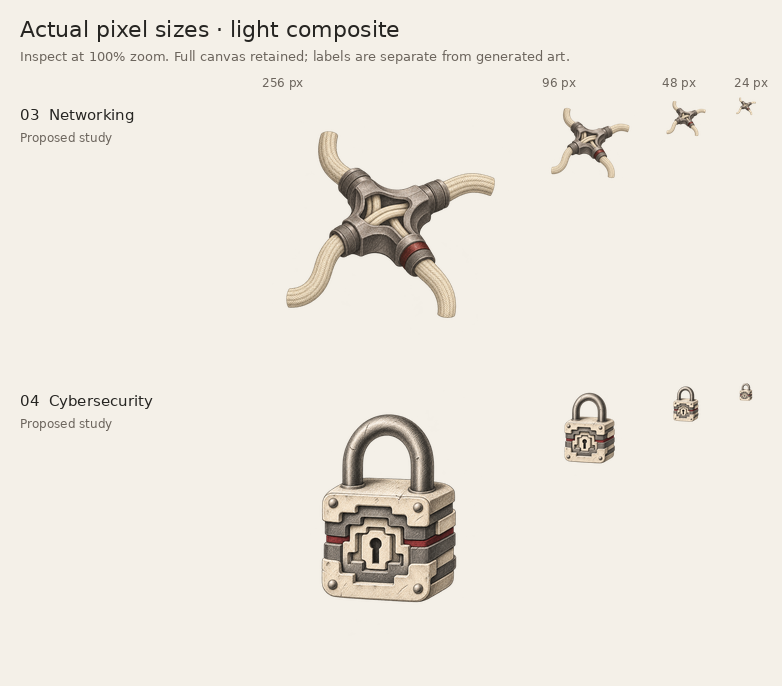 Actual pixel sizes · light composite
Inspect at 100% zoom. Full canvas retained; labels are separate from generated art.
256 px 96 px 48 px 24 px
03 Networking
Proposed study
04 Cybersecurity
Proposed study